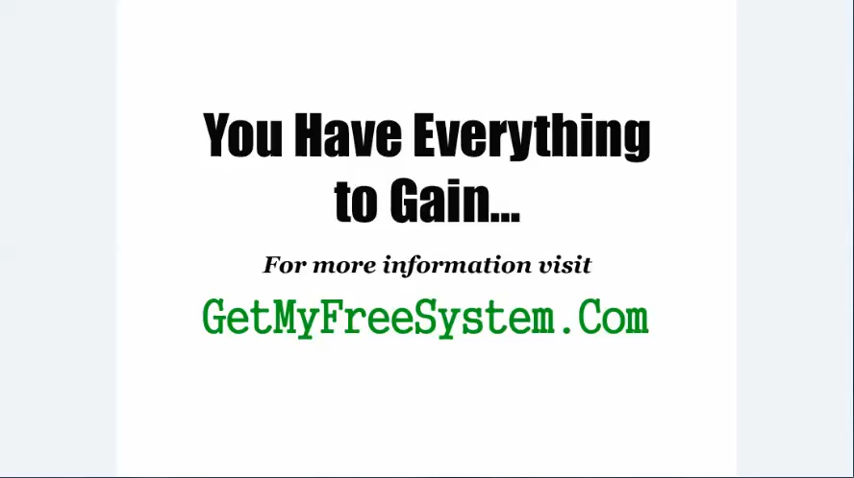 You Have Everything
to Gain...
For more information visit
GetMyFreeSystem.Com